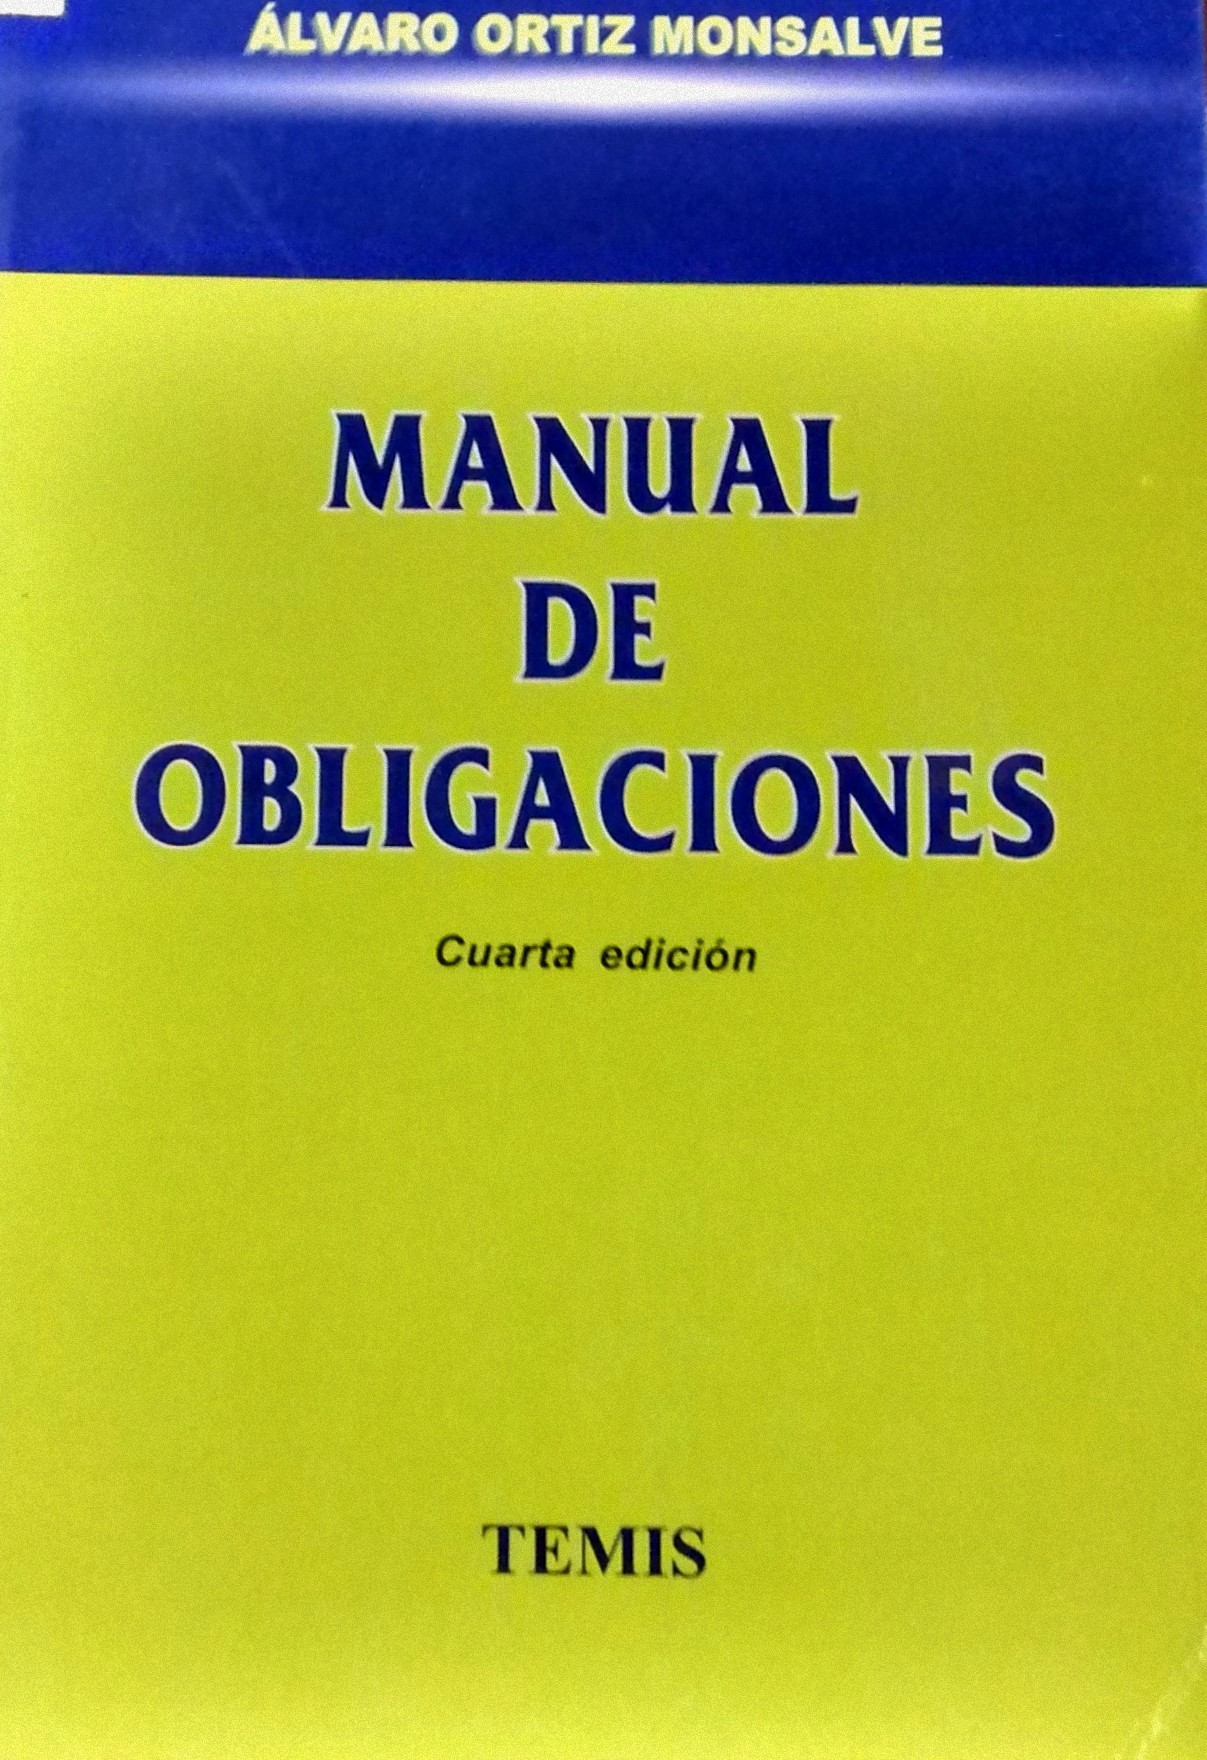 ÁLVARO ORTIZ MONSALVE
MANUAL
DE
OBLIGACIONES
Cuarta edición
TEMIS